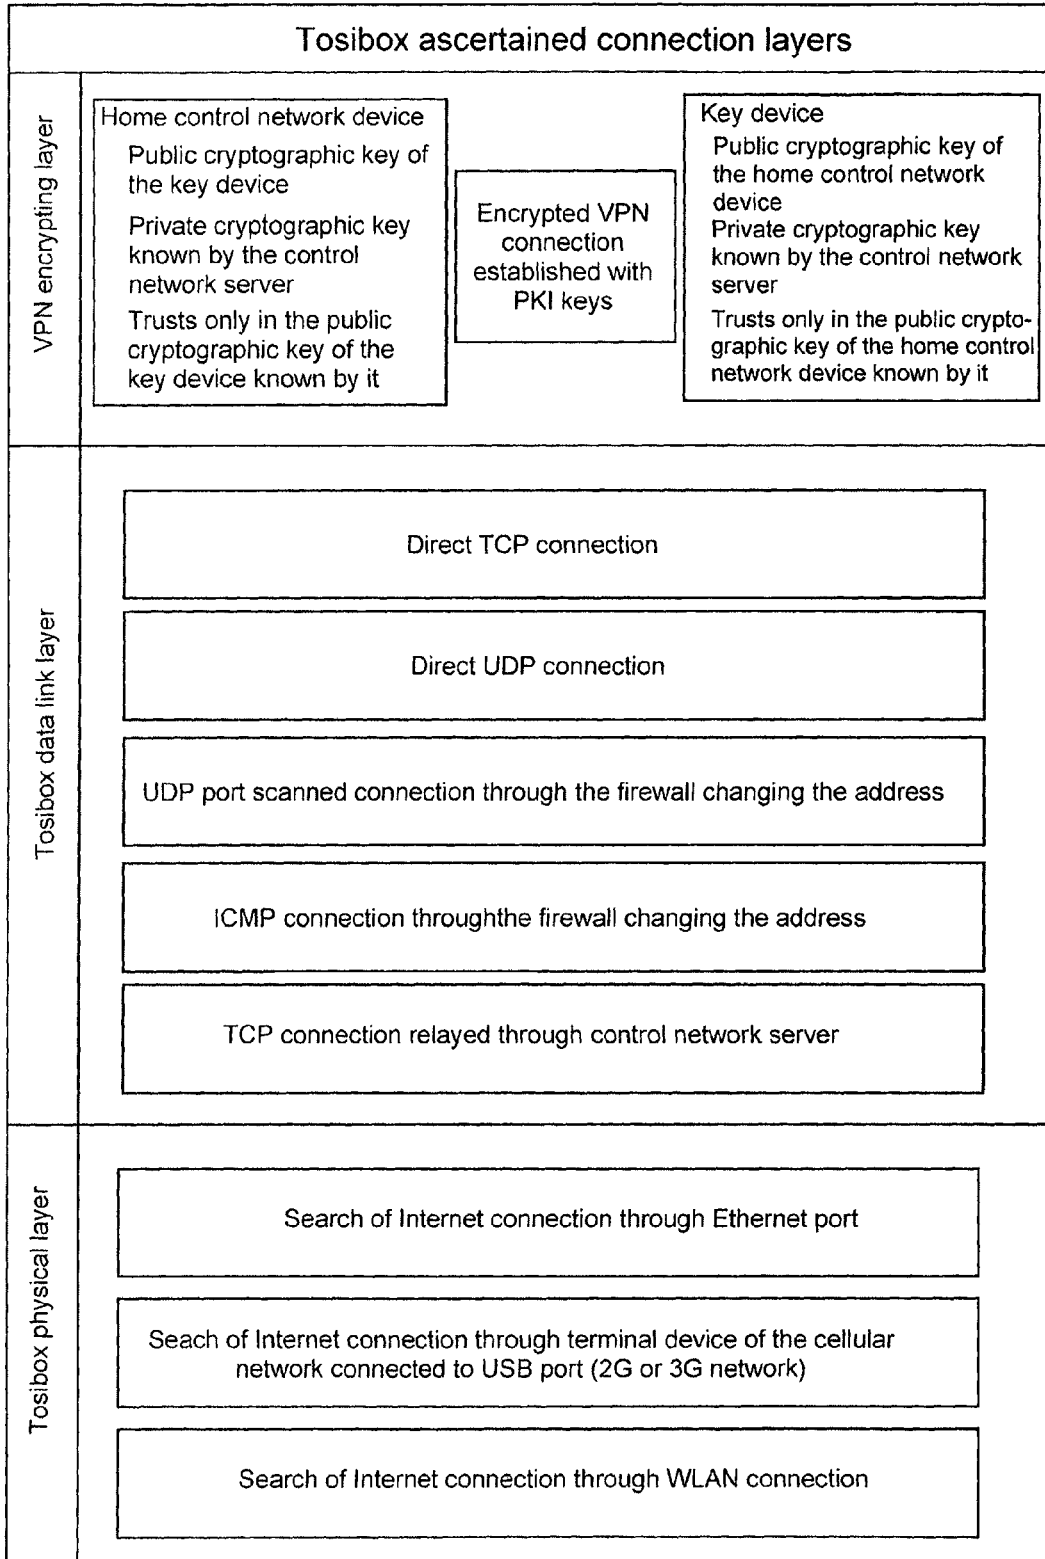 Tosibox ascertained connection layers
VPN encrypting layer
Home control network device
Public cryptographic key of
the key device
Private cryptographic key
known by the control
network server
Trusts only in the public
cryptographic key of the
key device known by it
Encrypted VPN
connection
established with
PKI keys
Key device
Public cryptographic key of
the home control network
device
Private cryptographic key
known by the control network
server
Trusts only in the public crypto-
graphic key of the home control
network device known by it
Tosibox data link layer
Direct TCP connection
Direct UDP connection
UDP port scanned connection through the firewall changing the address
ICMP connection throughthe firewall changing the address
TCP connection relayed through control network server
Tosibox physical layer
Search of Internet connection through Ethernet port
Seach of Internet connection through terminal device of the cellular
network connected to USB port (2G or 3G network)
Search of Internet connection through WLAN connection